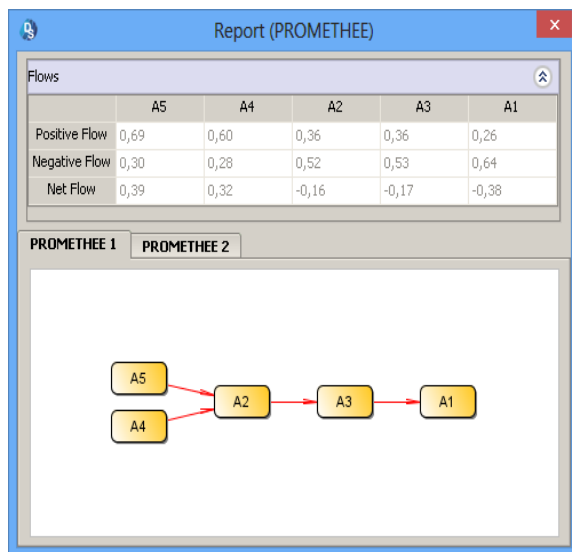 DS Report (PROMETHEE) x
Flows
A5 A4 A2 A3 A1
Positive Flow 0,69 0,60 0,36 0,36 0,26
Negative Flow 0,30 0,28 0,52 0,53 0,64
Net Flow 0,39 0,32 -0,16 -0,17 -0,38
PROMETHEE 1 PROMETHEE 2
A5
A2 A3 A1
A4